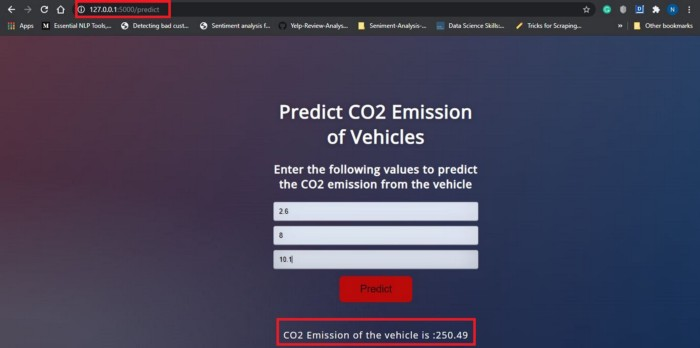 127.0.0.1:5000/predict
Apps Essential NLP Tools,... Detecting bad cust... Sentiment analysis f... Yelp-Review-Analys... Seniment-Analysis-... Data Science Skills:... Tricks for Scraping... » Other bookmarks
Predict CO2 Emission
of Vehicles
Enter the following values to predict
the CO2 emission from the vehicle
2.6
8
10.1
Predict
CO2 Emission of the vehicle is :250.49